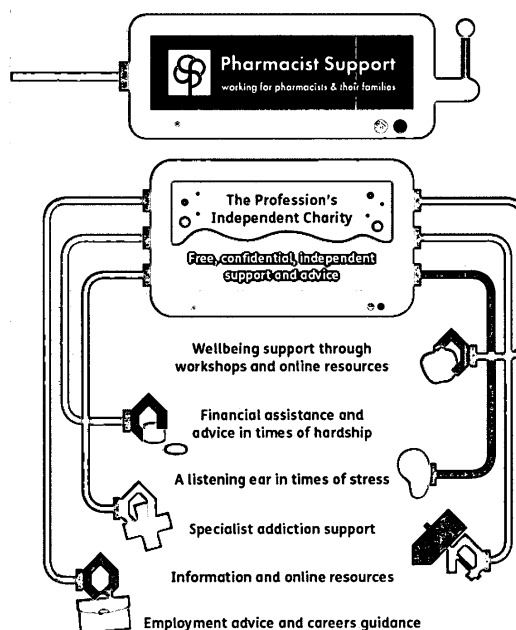 Pharmacist Support
working for pharmacists & their families
The Profession's
Independent Charity
Free, confidential, independent
support and advice
Wellbeing support through
workshops and online resources
Financial assistance and
advice in times of hardship
A listening ear in times of stress
Specialist addiction support
Information and online resources
Employment advice and careers guidance